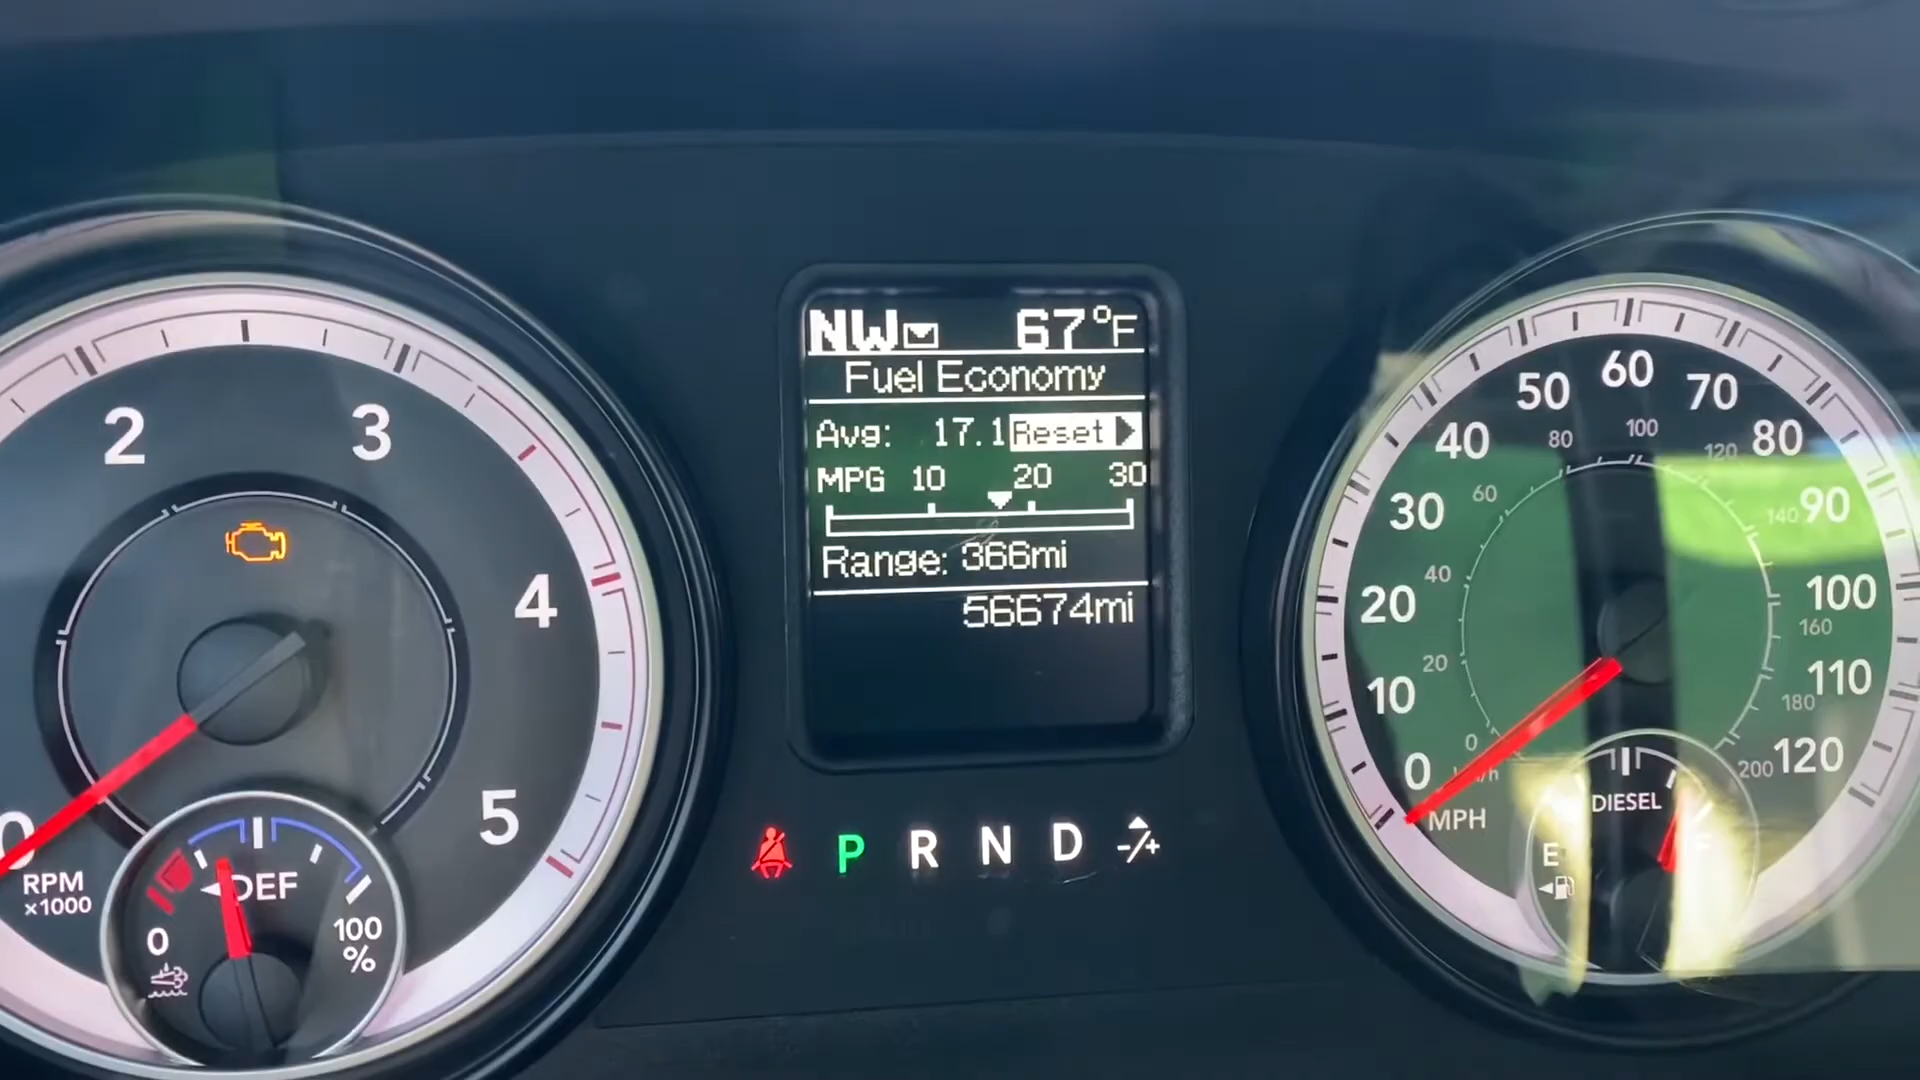 NW 67°F
Fuel Economy
Avg: 17.1 Reset
MPG 10 20 30
Range: 366mi
56674mi
P R N D -/+
0 2 3 4 5
RPM
x1000
DEF
0 100
%
0 10 20 30 40 50 60 70 80 90 100 110 120
MPH
0 20 40 60 80 100 120 140 160 180 200
km/h
DIESEL
E